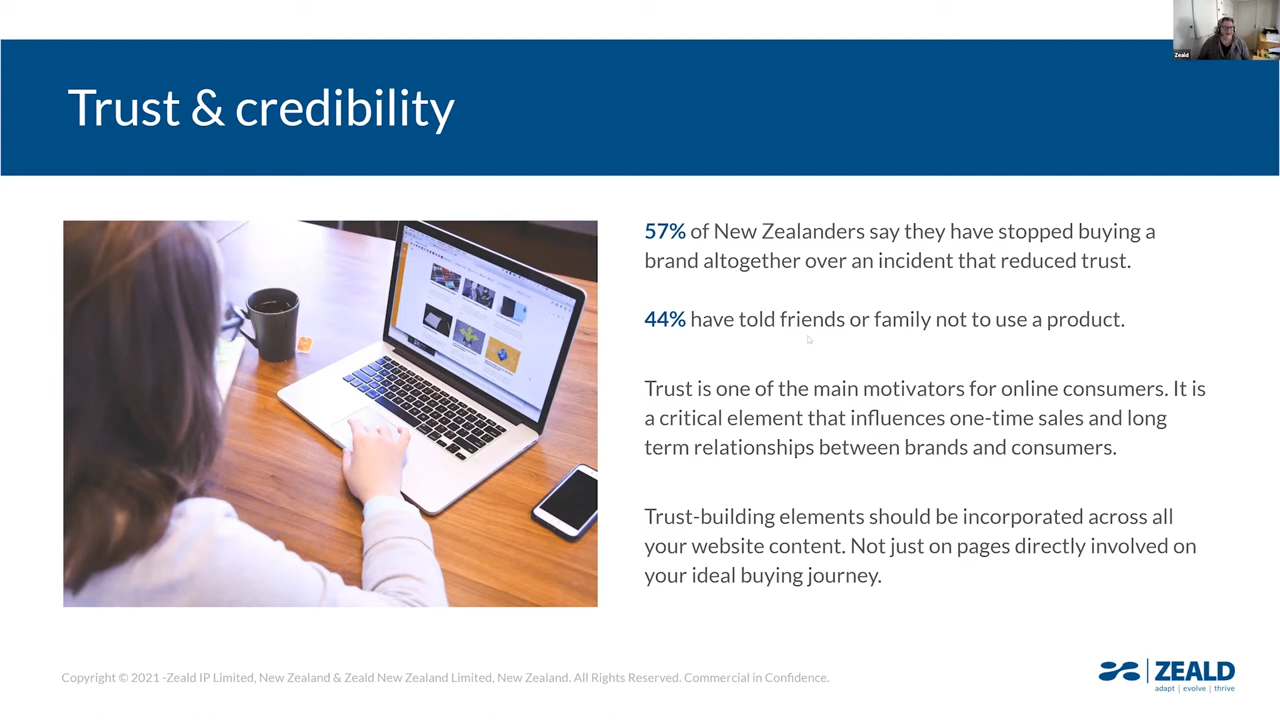 Zeald
Trust & credibility
57% of New Zealanders say they have stopped buying a
brand altogether over an incident that reduced trust.
44% have told friends or family not to use a product.
Trust is one of the main motivators for online consumers. It is
a critical element that influences one-time sales and long
term relationships between brands and consumers.
Trust-building elements should be incorporated across all
your website content. Not just on pages directly involved on
your ideal buying journey.
Copyright © 2021 -Zeald IP Limited, New Zealand & Zeald New Zealand Limited, New Zealand. All Rights Reserved. Commercial in Confidence.
ZEALD
adapt | evolve | thrive